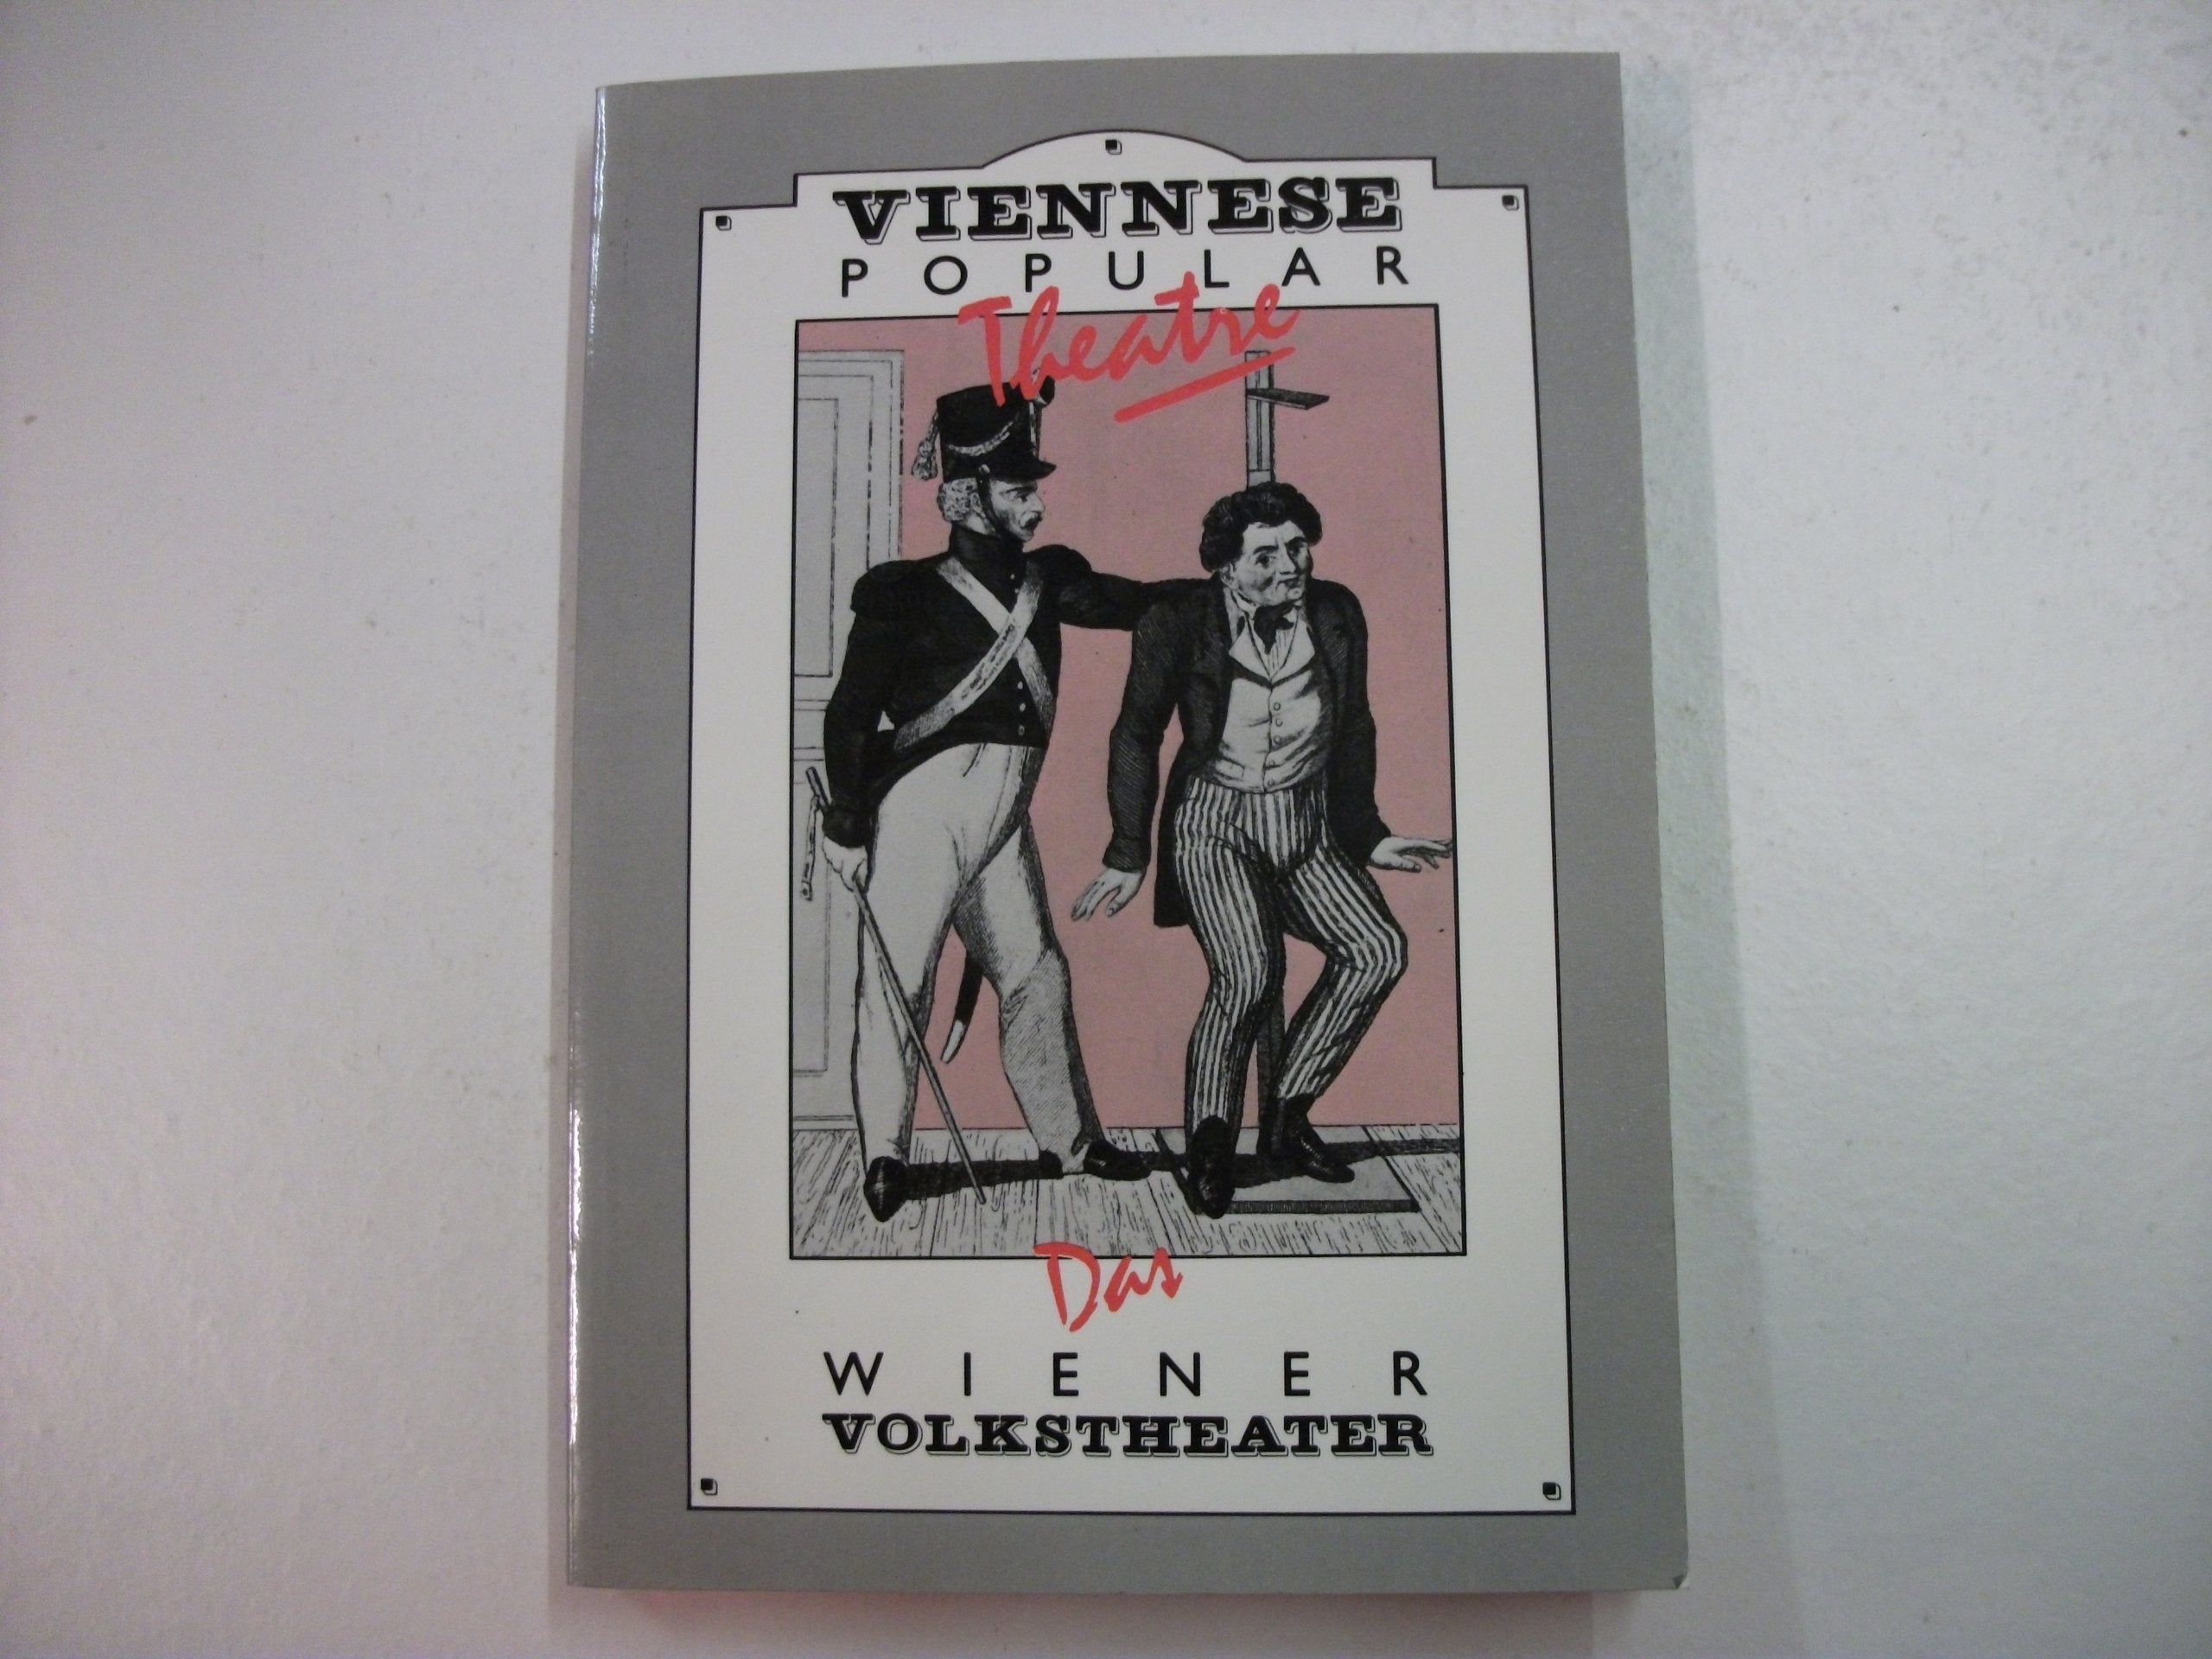 VIENNESE
POPULAR
Theatre
Das
WIENER
VOLKSTHEATER